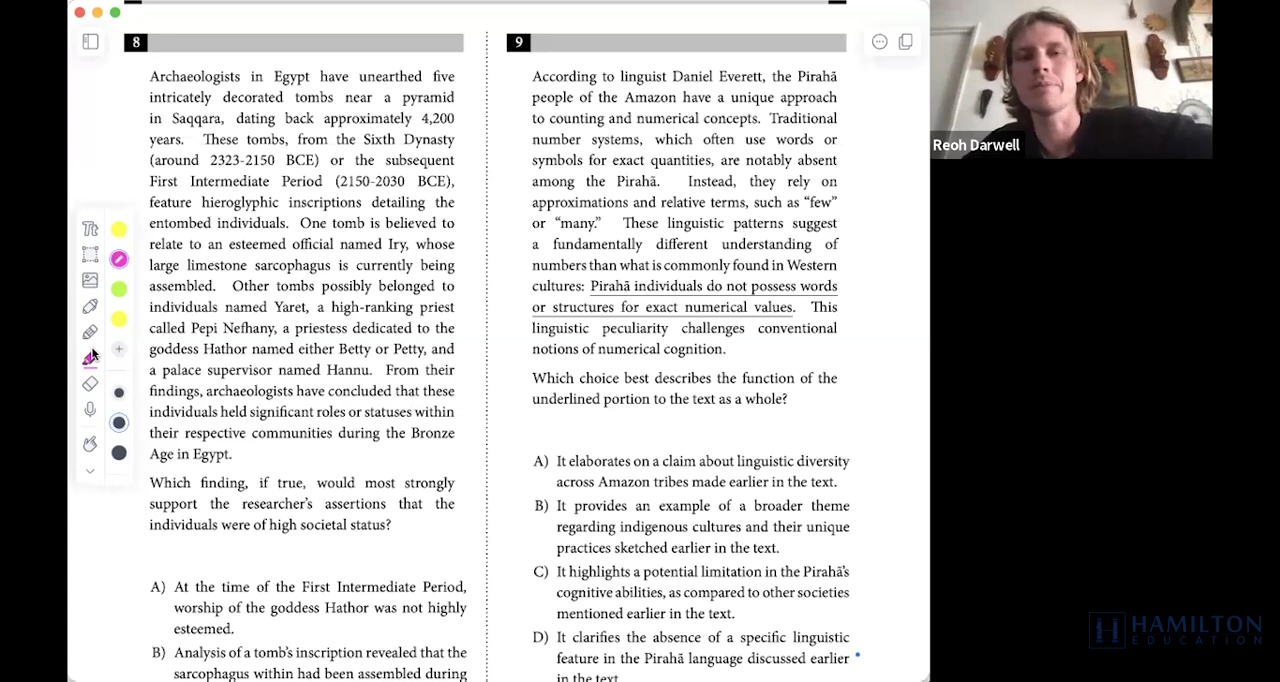 8
Archaeologists in Egypt have unearthed five
intricately decorated tombs near a pyramid
in Saqqara, dating back approximately 4,200
years. These tombs, from the Sixth Dynasty
(around 2323-2150 BCE) or the subsequent
First Intermediate Period (2150-2030 BCE),
feature hieroglyphic inscriptions detailing the
entombed individuals. One tomb is believed to
relate to an esteemed official named Iry, whose
large limestone sarcophagus is currently being
assembled. Other tombs possibly belonged to
individuals named Yaret, a high-ranking priest
called Pepi Nefhany, a priestess dedicated to the
goddess Hathor named either Betty or Petty, and
a palace supervisor named Hannu. From their
findings, archaeologists have concluded that these
individuals held significant roles or statuses within
their respective communities during the Bronze
Age in Egypt.
Which finding, if true, would most strongly
support the researcher's assertions that the
individuals were of high societal status?
A) At the time of the First Intermediate Period,
worship of the goddess Hathor was not highly
esteemed.
B) Analysis of a tomb's inscription revealed that the
sarcophagus within had been assembled during
9
According to linguist Daniel Everett, the Pirahã
people of the Amazon have a unique approach
to counting and numerical concepts. Traditional
number systems, which often use words or
symbols for exact quantities, are notably absent
among the Pirahã. Instead, they rely on
approximations and relative terms, such as “few”
or “many.” These linguistic patterns suggest
a fundamentally different understanding of
numbers than what is commonly found in Western
cultures: Pirahã individuals do not possess words
or structures for exact numerical values. This
linguistic peculiarity challenges conventional
notions of numerical cognition.
Which choice best describes the function of the
underlined portion to the text as a whole?
A) It elaborates on a claim about linguistic diversity
across Amazon tribes made earlier in the text.
B) It provides an example of a broader theme
regarding indigenous cultures and their unique
practices sketched earlier in the text.
C) It highlights a potential limitation in the Pirahã's
cognitive abilities, as compared to other societies
mentioned earlier in the text.
D) It clarifies the absence of a specific linguistic
feature in the Pirahã language discussed earlier
in the text.
Tt
Reoh Darwell
H HAMILTON
EDUCATION